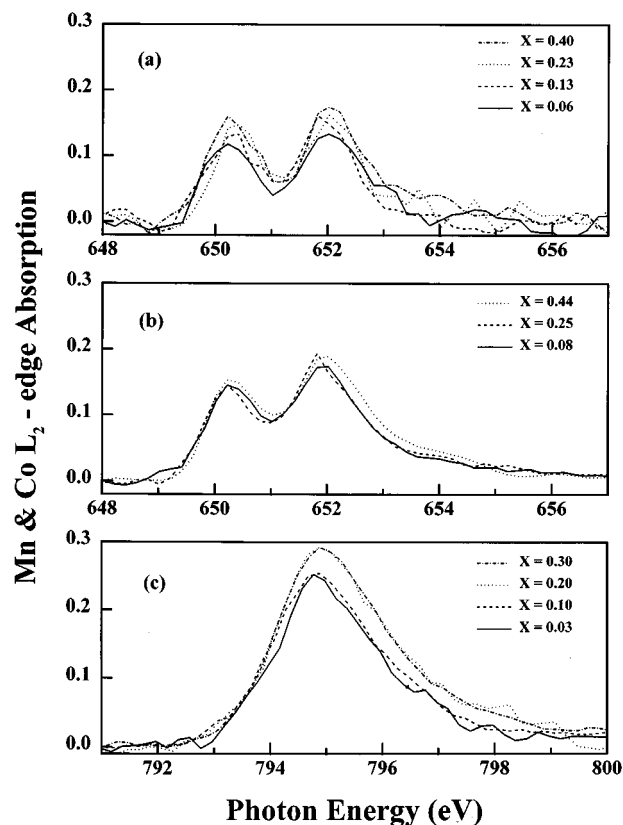 Mn & Co L2 - edge Absorption
0.3
0.2
0.1
0.0
(a)
X = 0.40
X = 0.23
X = 0.13
X = 0.06
648 650 652 654 656
0.3
0.2
0.1
0.0
(b)
X = 0.44
X = 0.25
X = 0.08
648 650 652 654 656
0.3
0.2
0.1
0.0
(c)
X = 0.30
X = 0.20
X = 0.10
X = 0.03
792 794 796 798 800
Photon Energy (eV)